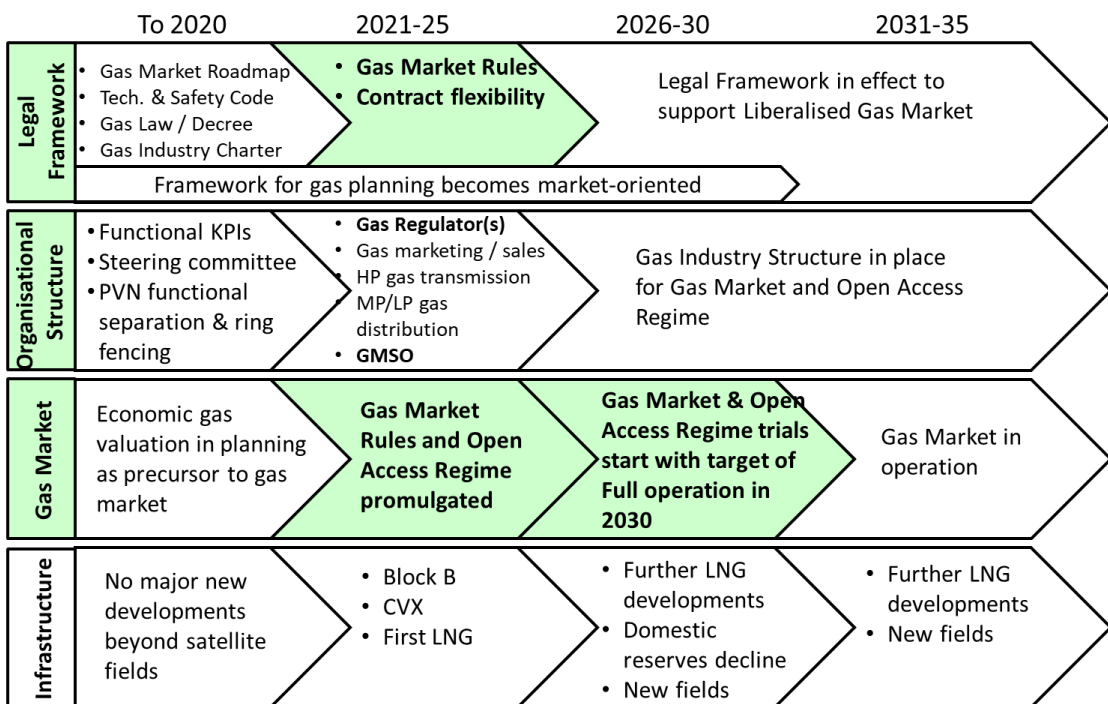 To 2020
2021-25
2026-30
2031-35
Legal
Framework
• Gas Market Roadmap
• Tech. & Safety Code
• Gas Law / Decree
• Gas Industry Charter
• Gas Market Rules
• Contract flexibility
Legal Framework in effect to
support Liberalised Gas Market
Framework for gas planning becomes market-oriented
Organisational
Structure
• Functional KPIs
• Steering committee
• PVN functional
separation & ring
fencing
• Gas Regulator(s)
• Gas marketing / sales
• HP gas transmission
• MP/LP gas
distribution
• GMSO
Gas Industry Structure in place
for Gas Market and Open Access
Regime
Gas Market
Economic gas
valuation in planning
as precursor to gas
market
Gas Market
Rules and Open
Access Regime
promulgated
Gas Market & Open
Access Regime trials
start with target of
Full operation in
2030
Gas Market in
operation
Infrastructure
No major new
developments
beyond satellite
fields
• Block B
• CVX
• First LNG
• Further LNG
developments
• Domestic
reserves decline
• New fields
• Further LNG
developments
• New fields